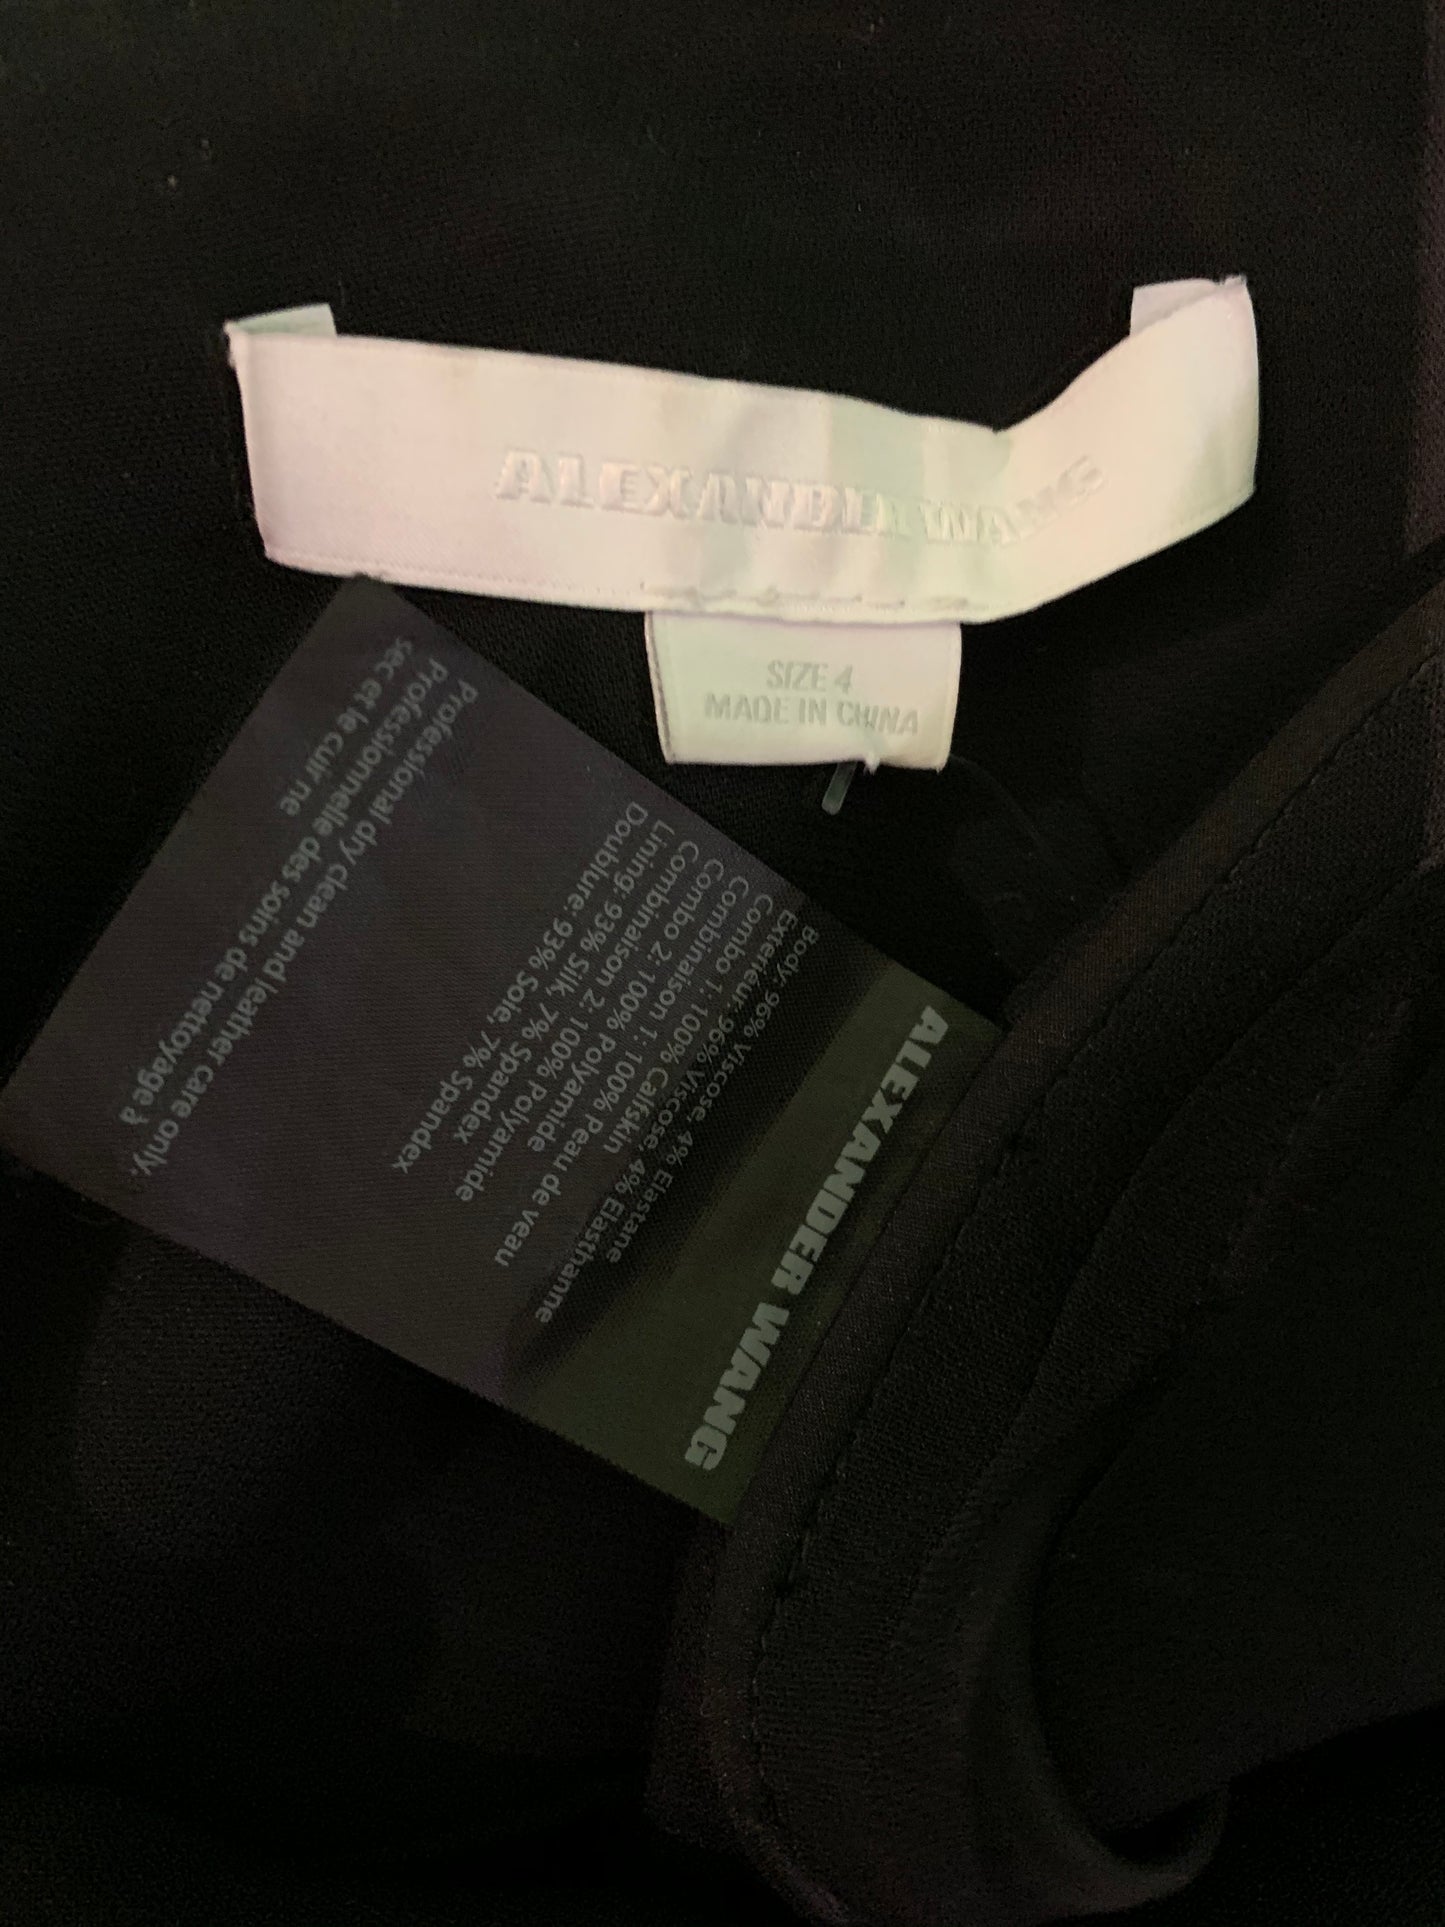 ALEXANDER WANG
SIZE 4
MADE IN CHINA
ALEXANDER WANG
Body: 96% Viscose, 4% Elastane
Exterieur: 96% Viscose, 4% Elasthanne
Combo 1: 100% Calfskin
Combinaison 1: 100% Peau de veau
Combo 2: 100% Polyamide
Combinaison 2: 100% Polyamide
Lining: 93% Silk, 7% Spandex
Doublure: 93% Soie, 7% Spandex
Professional dry clean and leather care only.
Professionnelle des soins de nettoyage à
sec et le cuir ne